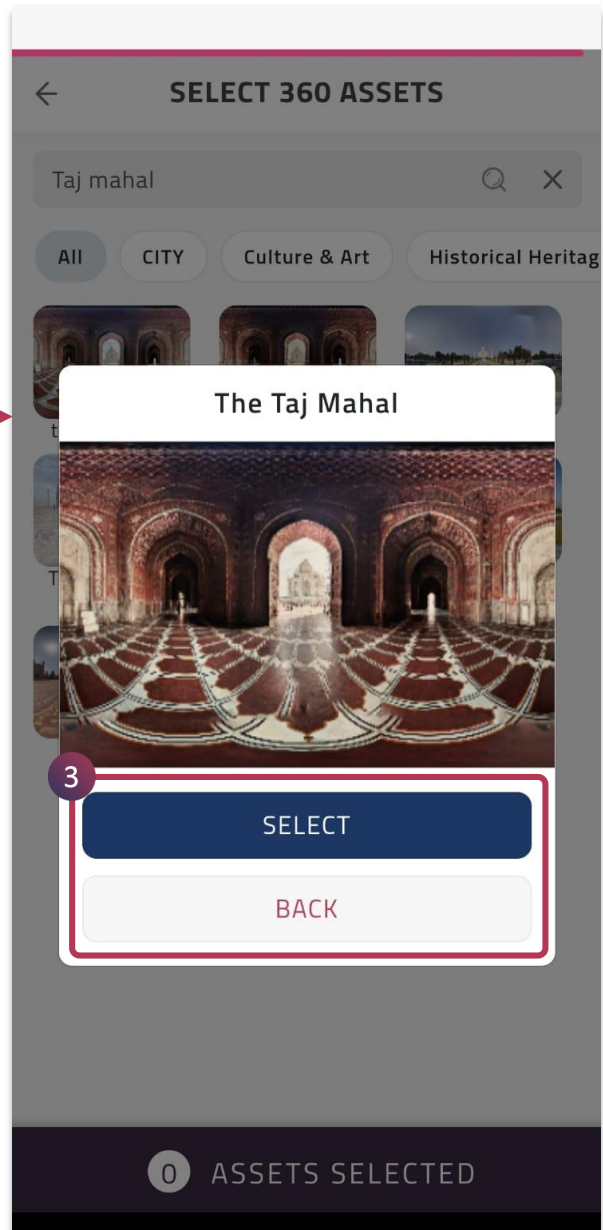 SELECT 360 ASSETS
Taj mahal
All CITY Culture & Art Historical Heritag
The Taj Mahal
t
T
3
SELECT
BACK
0 ASSETS SELECTED